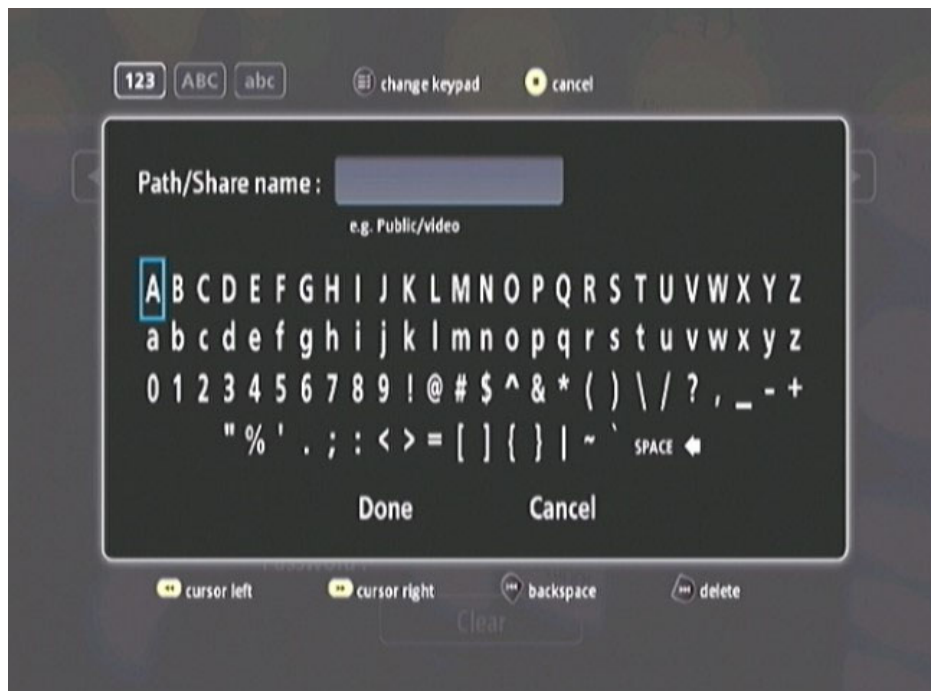 123 ABC abc change keypad cancel
Path/Share name :
e.g. Public/video
A B C D E F G H I J K L M N O P Q R S T U V W X Y Z
a b c d e f g h i j k l m n o p q r s t u v w x y z
0 1 2 3 4 5 6 7 8 9 ! @ # $ ^ & * ( ) \ / ? , _ - +
" % ' . ; : < > = [ ] { } | ~ ` SPACE
Done Cancel
Password :
cursor left cursor right backspace delete
Clear